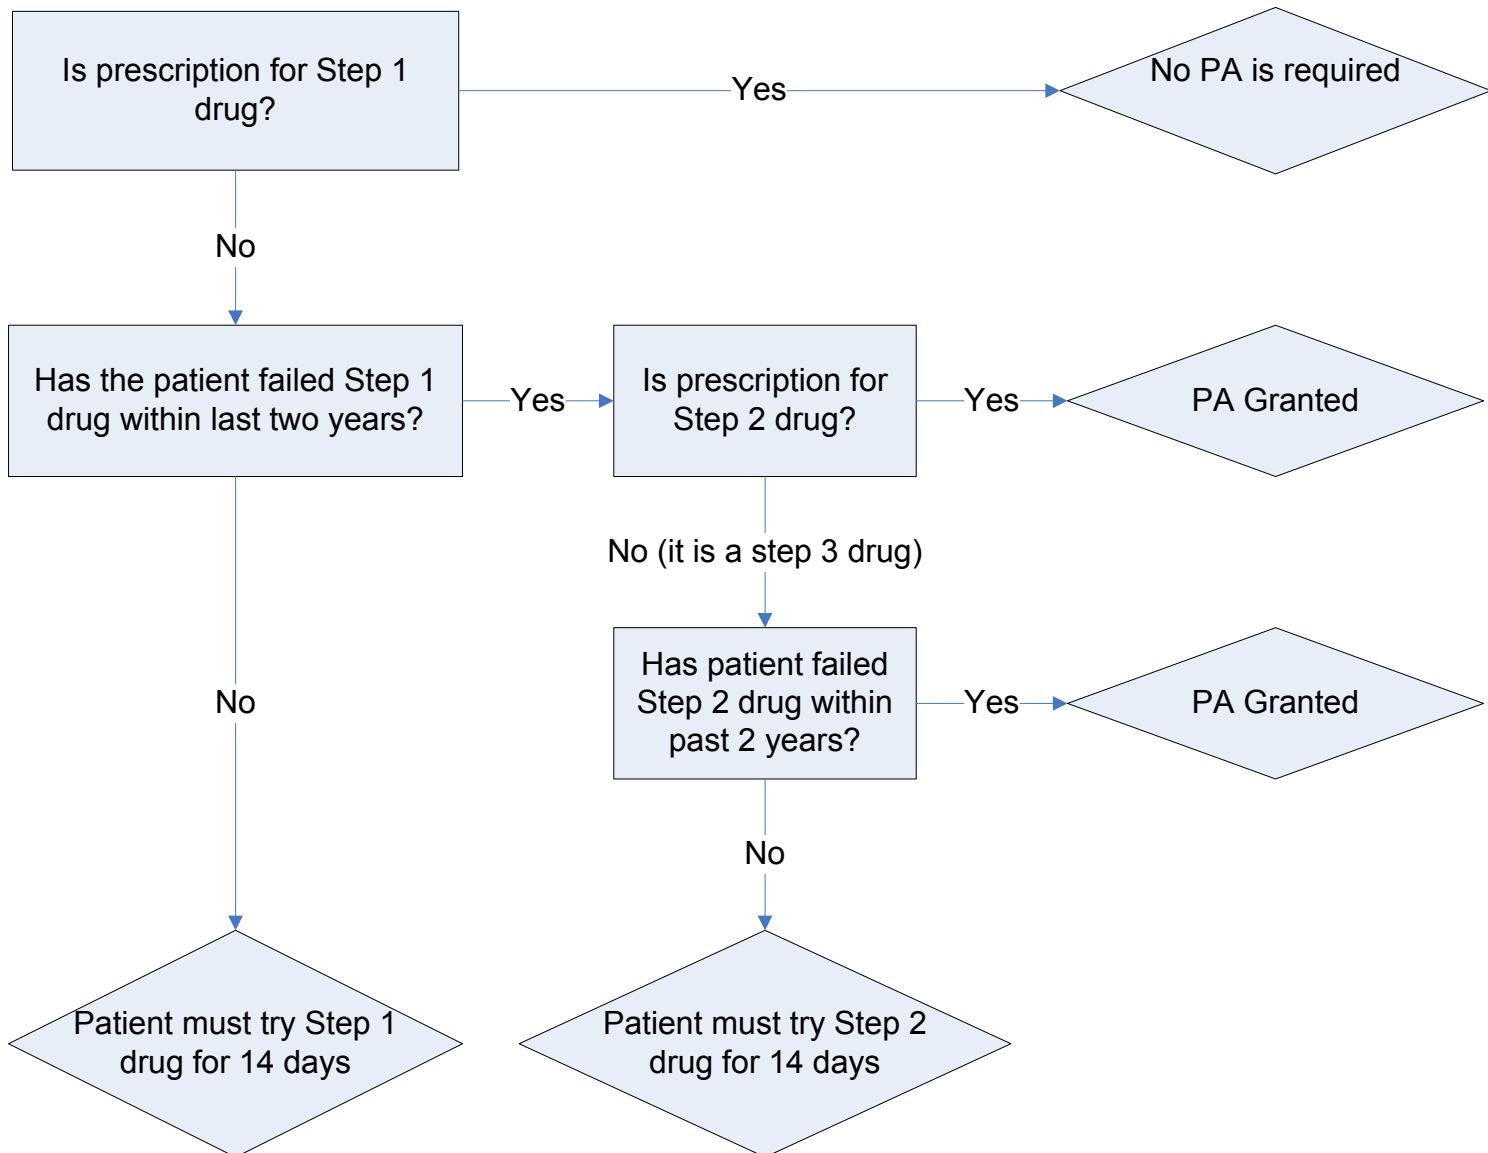 Is prescription for Step 1
drug?
Yes
No PA is required
No
Has the patient failed Step 1
drug within last two years?
Yes
Is prescription for
Step 2 drug?
Yes
PA Granted
No (it is a step 3 drug)
Has patient failed
Step 2 drug within
past 2 years?
Yes
PA Granted
No
No
Patient must try Step 1
drug for 14 days
Patient must try Step 2
drug for 14 days